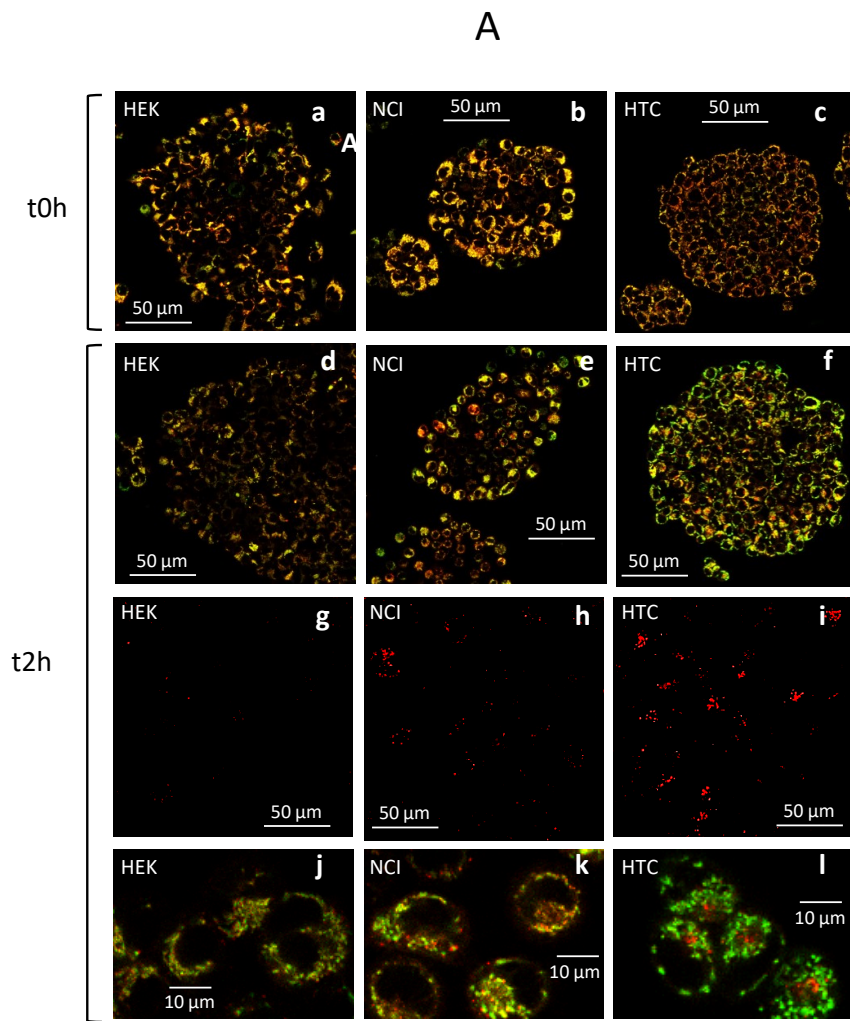 A
t0h
HEK
a
A
50 µm
NCI
50 µm
b
HTC
50 µm
c
t2h
HEK
d
50 µm
NCI
e
50 µm
HTC
f
50 µm
HEK
g
50 µm
NCI
h
50 µm
HTC
i
50 µm
HEK
j
10 µm
NCI
k
10 µm
HTC
l
10 µm